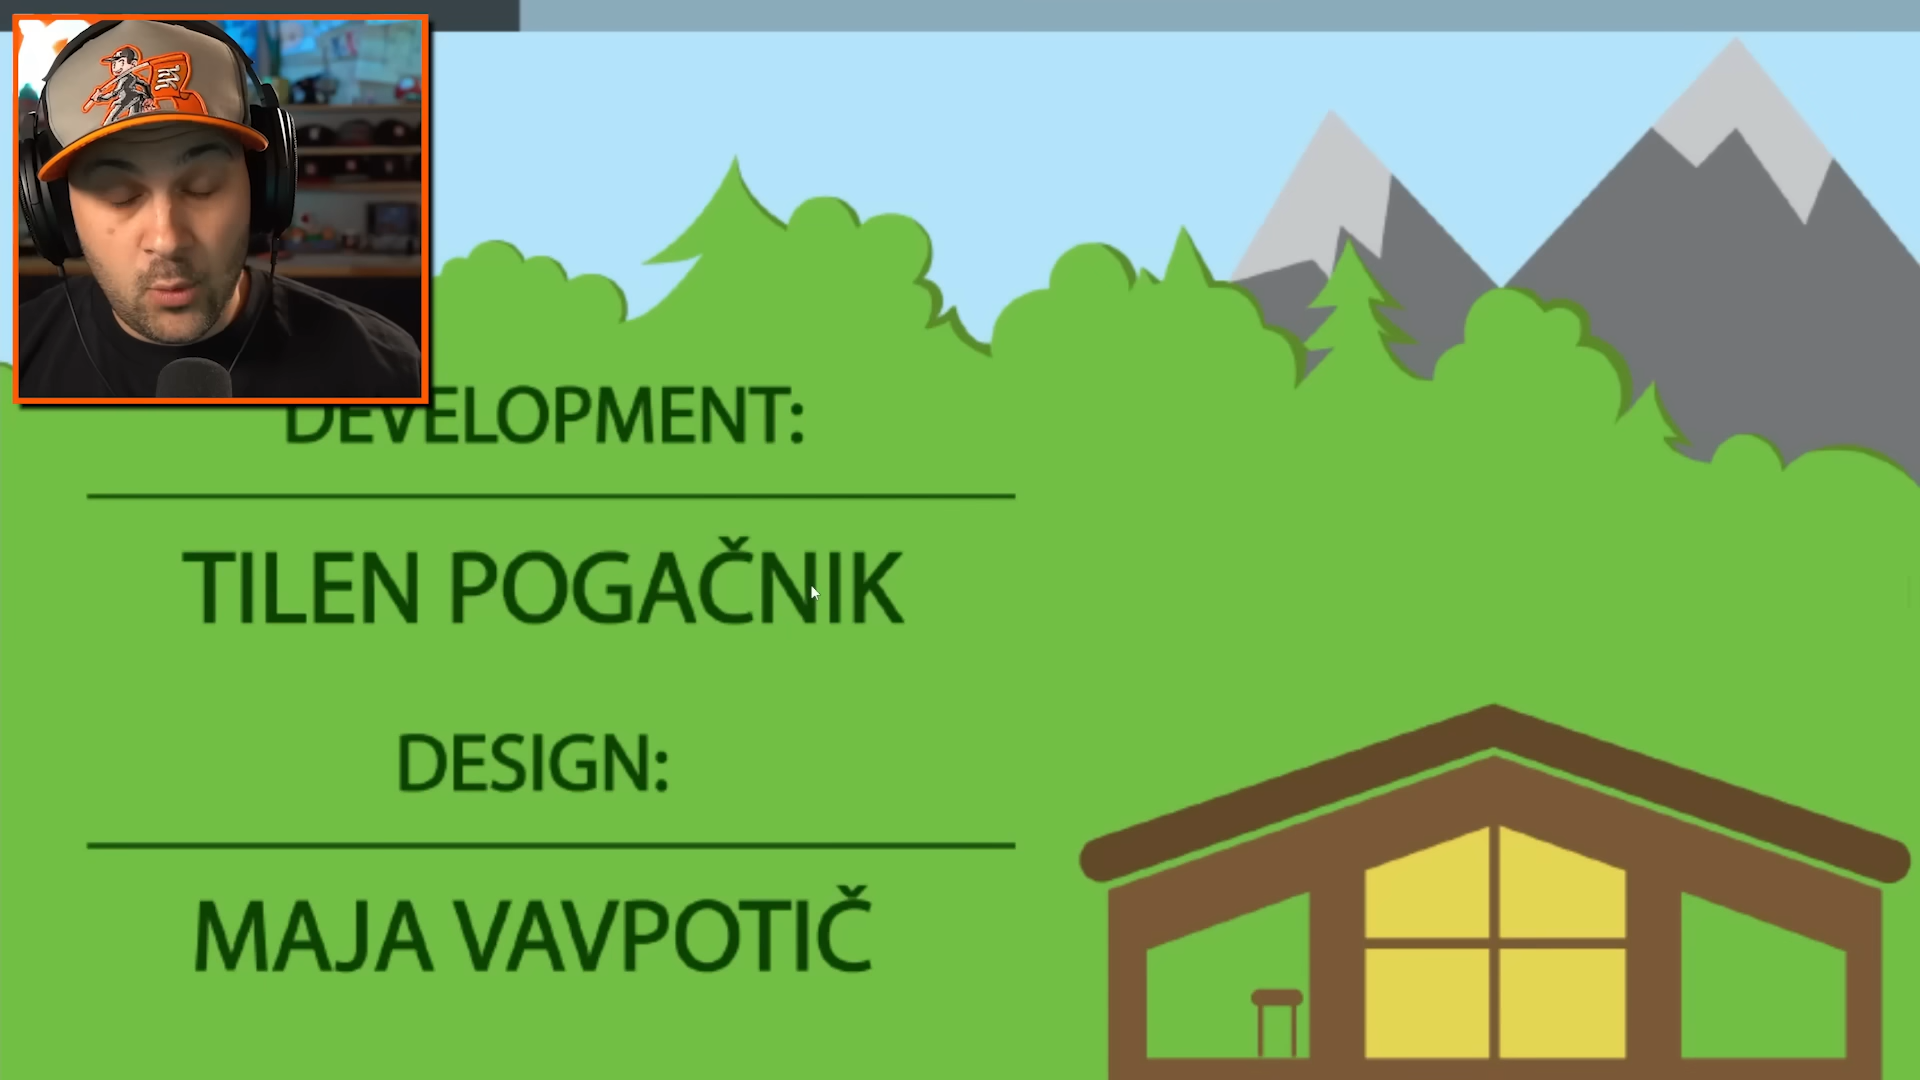 DEVELOPMENT:
TILEN POGAČNIK
DESIGN:
MAJA VAVPOTIČ